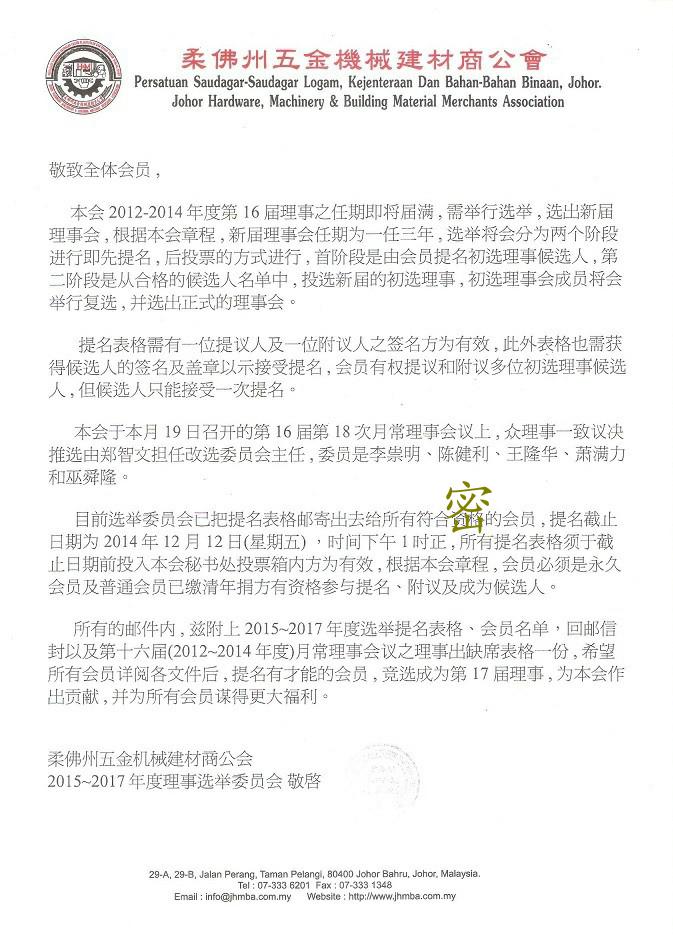 柔佛州五金機械建材商公會
Persatuan Saudagar-Saudagar Logam, Kejenteraan Dan Bahan-Bahan Binaan, Johor.
Johor Hardware, Machinery & Building Material Merchants Association
敬致全体会员，
本会 2012-2014 年度第 16 届理事之任期即将届满，需举行选举，选出新届
理事会，根据本会章程，新届理事会任期为一任三年，选举将会分为两个阶段
进行即先提名，后投票的方式进行，首阶段是由会员提名初选理事候选人，第
二阶段是从合格的候选人名单中，投选新届的初选理事，初选理事会成员将会
举行复选，并选出正式的理事会。
提名表格需有一位提议人及一位附议人之签名方为有效，此外表格也需获
得候选人的签名及盖章以示接受提名，会员有权提议和附议多位初选理事候选
人，但候选人只能接受一次提名。
本会于本月 19 日召开的第 16 届第 18 次月常理事会议上，众理事一致议决
推选由郑智文担任改选委员会主任，委员是李崇明、陈健利、王隆华、萧满力
和巫舜隆。
密
目前选举委员会已把提名表格邮寄出去给所有符合格的会员，提名截止
日期为 2014 年 12 月 12 日(星期五) ，时间下午 1 时正，所有提名表格须于截
止日期前投入本会秘书处投票箱内方为有效，根据本会章程，会员必须是永久
会员及普通会员已缴清年捐方有资格参与提名、附议及成为候选人。
所有的邮件内，兹附上 2015~2017 年度选举提名表格、会员名单，回邮信
封以及第十六届(2012~2014 年度)月常理事会议之理事出缺席表格一份，希望
所有会员详阅各文件后，提名有才能的会员，竞选成为第 17 届理事，为本会作
出贡献，并为所有会员谋得更大福利。
柔佛州五金机械建材商公会
2015~2017 年度理事选举委员会 敬啓
29-A, 29-B, Jalan Perang, Taman Pelangi, 80400 Johor Bahru, Johor, Malaysia.
Tel : 07-333 6201 Fax : 07-333 1348
Email : info@jhmba.com.my Website : http://www.jhmba.com.my